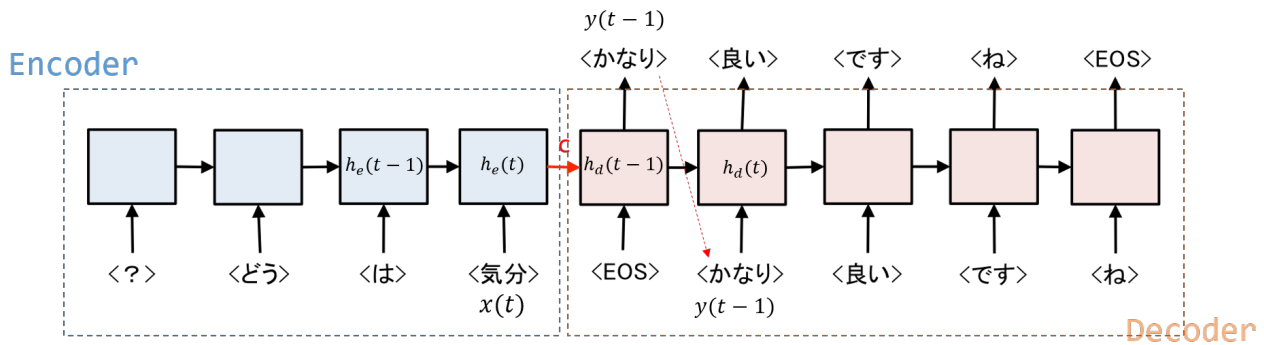 y(t−1)
Encoder
<かなり> <良い> <です> <ね> <EOS>
c
h_e(t−1) h_e(t) h_d(t−1) h_d(t)
<？> <どう> <は> <気分> <EOS> <かなり> <良い> <です> <ね>
x(t) y(t−1)
Decoder